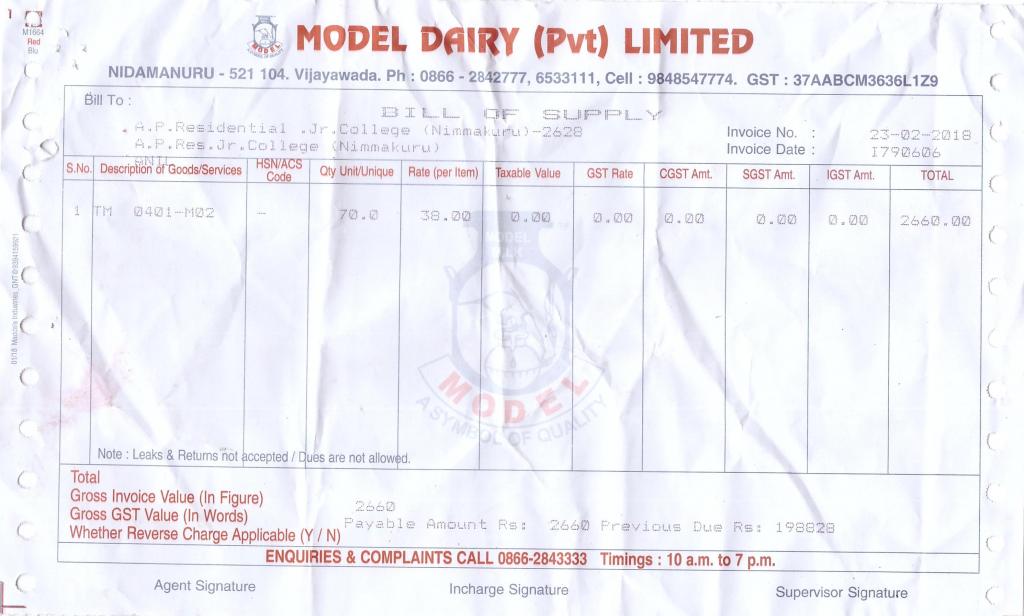 M1664
Red
Blu
MODEL DAIRY (Pvt) LIMITED
NIDAMANURU - 521 104. Vijayawada. Ph : 0866 - 2842777, 6533111, Cell : 9848547774. GST : 37AABCM3636L1Z9
Bill To :
BILL OF SUPPLY
A.P.Residential .Jr.College (Nimmakuru)-2628
Invoice No. : 23-02-2018
A.P.Res.Jr.College (Nimmakuru)
Invoice Date : I790606
ANIL
S.No. Description of Goods/Services HSN/ACS Code Qty Unit/Unique Rate (per Item) Taxable Value GST Rate CGST Amt. SGST Amt. IGST Amt. TOTAL
1 TM 0401-M02 - 70.0 38.00 0.00 0.00 0.00 0.00 0.00 2660.00
MODEL
MODEL
A SYMBOL OF QUALITY
Note : Leaks & Returns not accepted / Dues are not allowed.
Total
Gross Invoice Value (In Figure) 2660
Gross GST Value (In Words) Payable Amount Rs: 2660 Previous Due Rs: 198828
Whether Reverse Charge Applicable (Y / N)
ENQUIRIES & COMPLAINTS CALL 0866-2843333 Timings : 10 a.m. to 7 p.m.
Agent Signature Incharge Signature Supervisor Signature